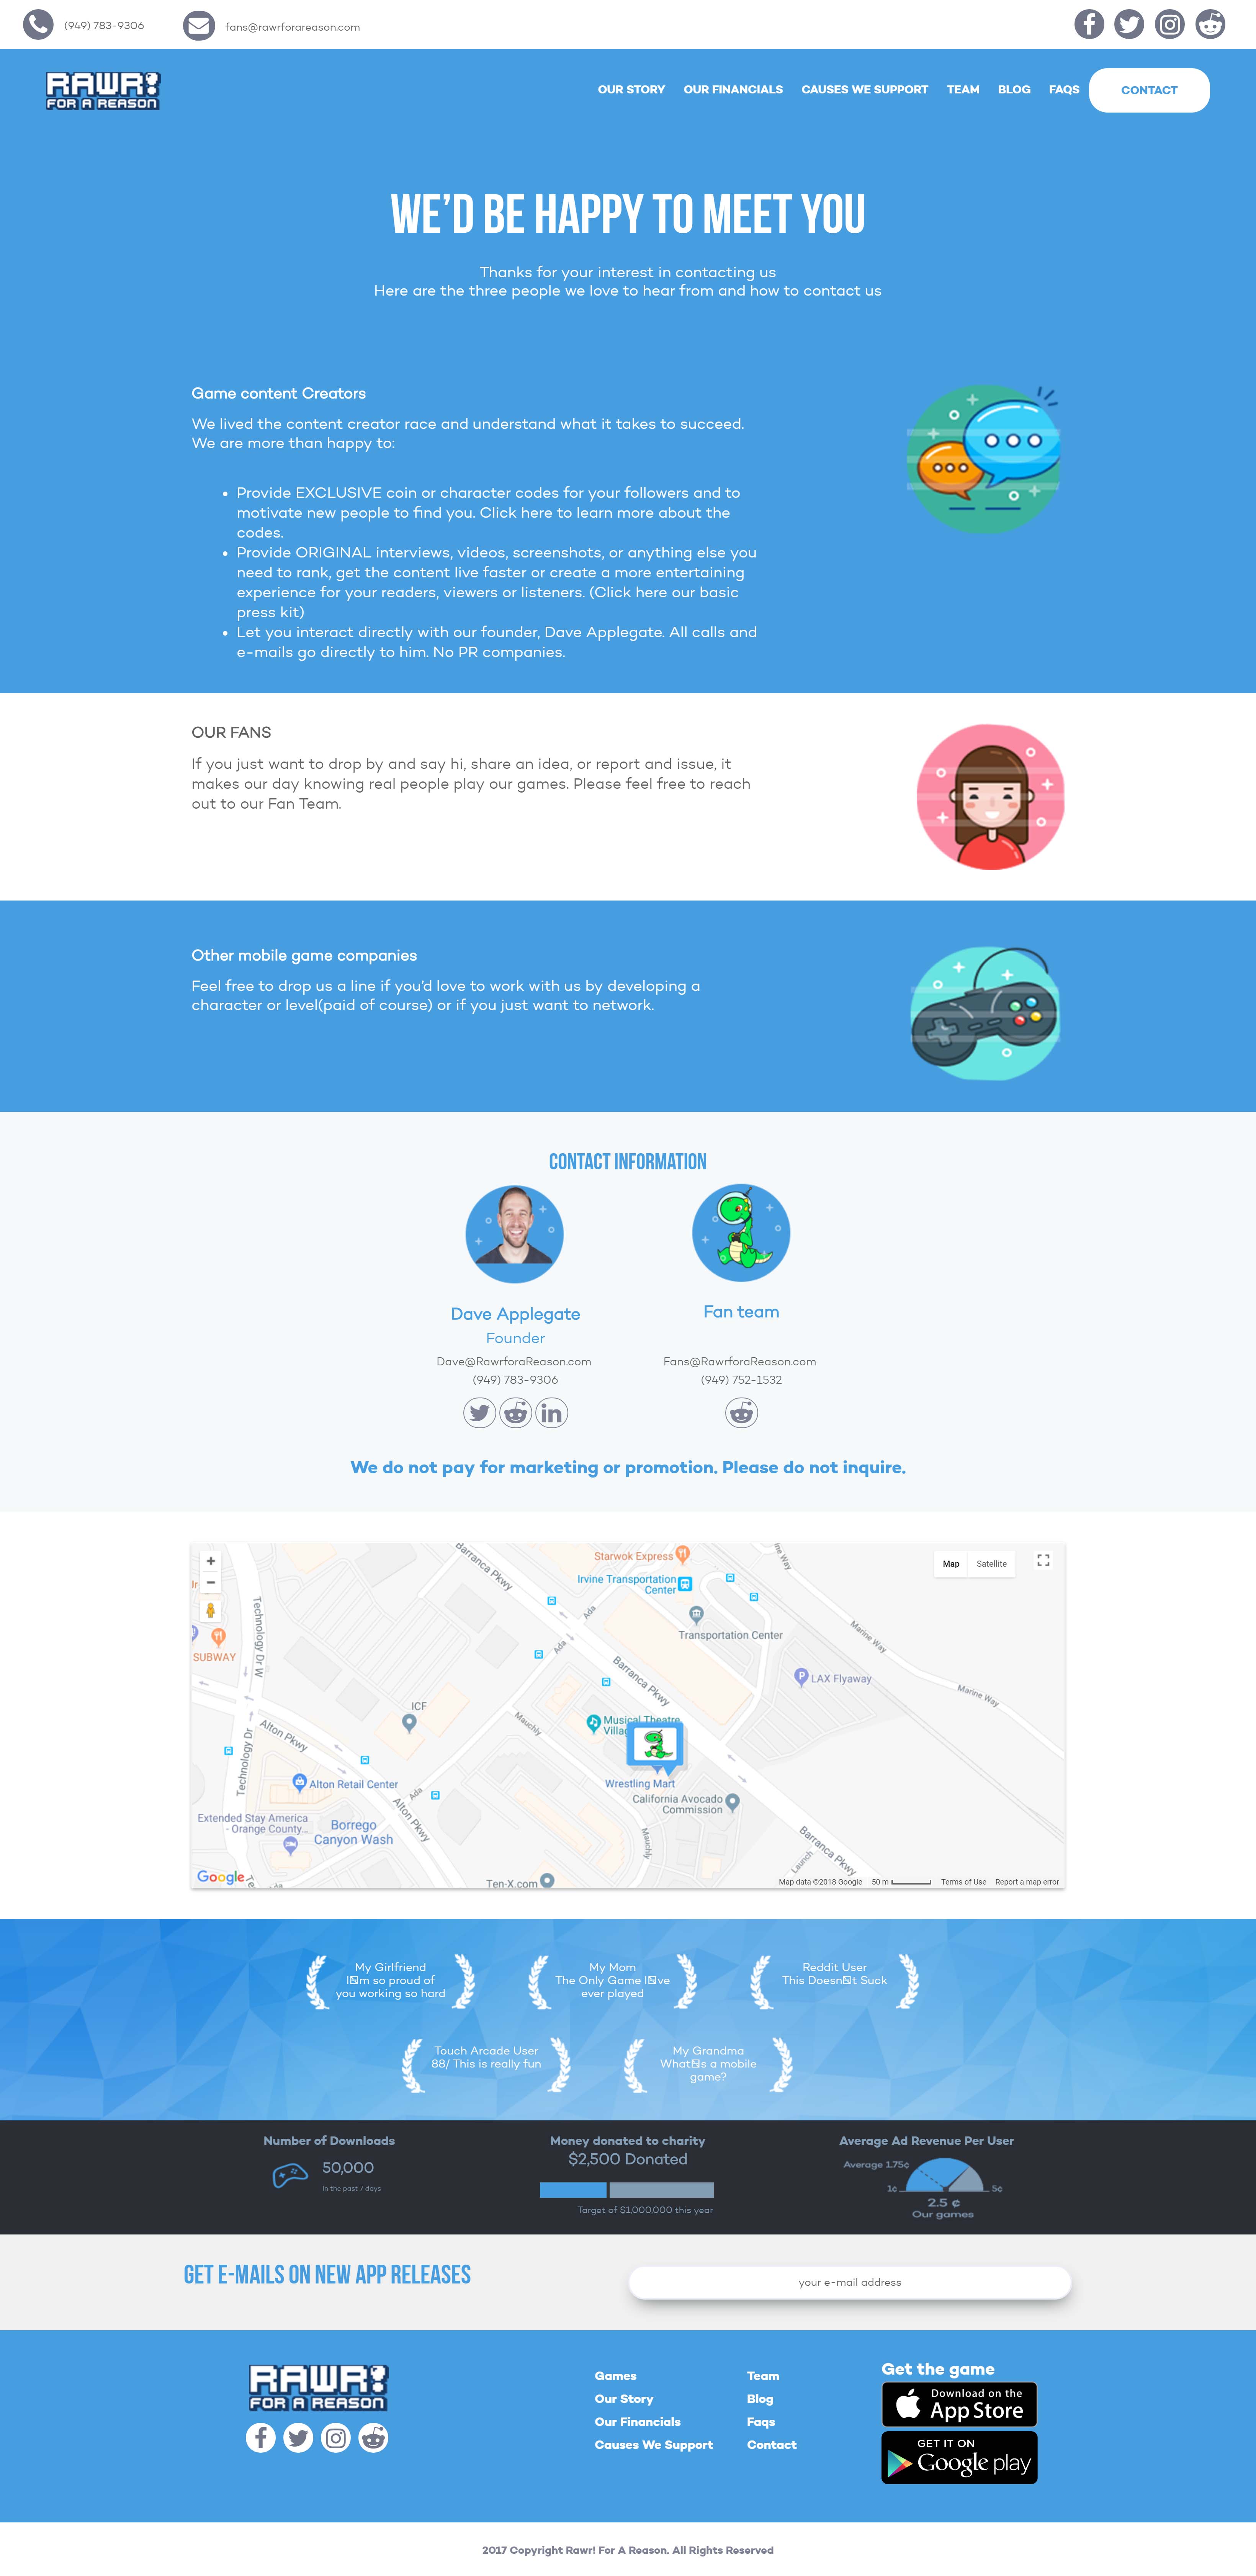 (949) 783-9306
fans@rawrforareason.com
RAWR!
FOR A REASON
OUR STORY
OUR FINANCIALS
CAUSES WE SUPPORT
TEAM
BLOG
FAQS
CONTACT
WE'D BE HAPPY TO MEET YOU
Thanks for your interest in contacting us
Here are the three people we love to hear from and how to contact us
Game content Creators
We lived the content creator race and understand what it takes to succeed.
We are more than happy to:
• Provide EXCLUSIVE coin or character codes for your followers and to
motivate new people to find you. Click here to learn more about the
codes.
• Provide ORIGINAL interviews, videos, screenshots, or anything else you
need to rank, get the content live faster or create a more entertaining
experience for your readers, viewers or listeners. (Click here our basic
press kit)
• Let you interact directly with our founder, Dave Applegate. All calls and
e-mails go directly to him. No PR companies.
OUR FANS
If you just want to drop by and say hi, share an idea, or report and issue, it
makes our day knowing real people play our games. Please feel free to reach
out to our Fan Team.
Other mobile game companies
Feel free to drop us a line if you'd love to work with us by developing a
character or level(paid of course) or if you just want to network.
CONTACT INFORMATION
Dave Applegate
Founder
Dave@RawrforaReason.com
(949) 783-9306
Fan team
Fans@RawrforaReason.com
(949) 752-1532
We do not pay for marketing or promotion. Please do not inquire.
Barranca Pkwy
Starwok Express
Irvine Transportation
Center
Map
Satellite
Ada
Transportation Center
Marine Way
Marine Way
Technology Dr W
SUBWAY
Ada
Barranca Pkwy
LAX Flyaway
ICF
Mauchly
Musical Theatre
Alton Pkwy
Technology Dr
Alton Retail Center
Ada
Wrestling Mart
California Avocado
Commission
Extended Stay America
- Orange County...
Borrego
Canyon Wash
Alton Pkwy
Mauchly
Barranca Pkwy
Launch
Google
Ten-X.com
Map data ©2018 Google
50 m
Terms of Use
Report a map error
My Girlfriend
I▯m so proud of
you working so hard
My Mom
The Only Game I▯ve
ever played
Reddit User
This Doesn▯t Suck
Touch Arcade User
88/ This is really fun
My Grandma
What▯s a mobile
game?
Number of Downloads
50,000
In the past 7 days
Money donated to charity
$2,500 Donated
Target of $1,000,000 this year
Average Ad Revenue Per User
Average 1.75¢
1¢
5¢
2.5 ¢
Our games
GET E-MAILS ON NEW APP RELEASES
your e-mail address
RAWR!
FOR A REASON
Games
Our Story
Our Financials
Causes We Support
Team
Blog
Faqs
Contact
Get the game
Download on the
App Store
GET IT ON
Google play
2017 Copyright Rawr! For A Reason. All Rights Reserved